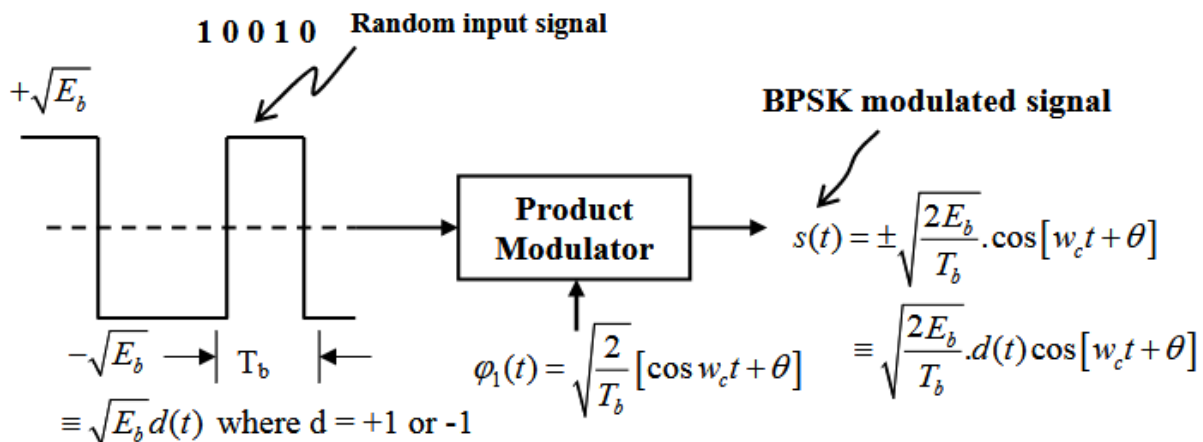 1 0 0 1 0
Random input signal
+√E_b
BPSK modulated signal
Product
Modulator
s(t) = ±√(2E_b/T_b).cos[w_c t + θ]
−√E_b
T_b
φ₁(t) = √(2/T_b)[cos w_c t + θ]
≡ √(2E_b/T_b).d(t) cos[w_c t + θ]
≡ √E_b d(t) where d = +1 or -1